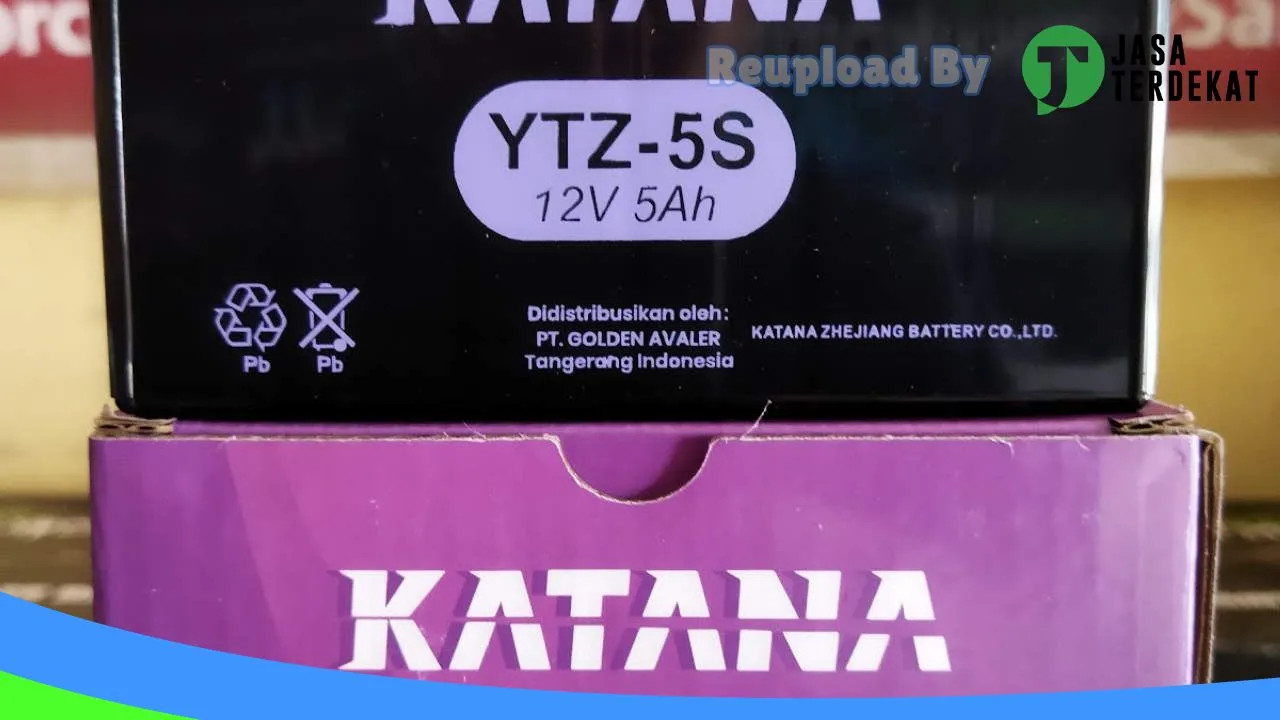 KATANA
Reupload By
JASA
TERDEKAT
YTZ-5S
12V 5Ah
Pb
Pb
Didistribusikan oleh:
PT. GOLDEN AVALER
Tangerang Indonesia
KATANA ZHEJIANG BATTERY CO.,LTD.
KATANA